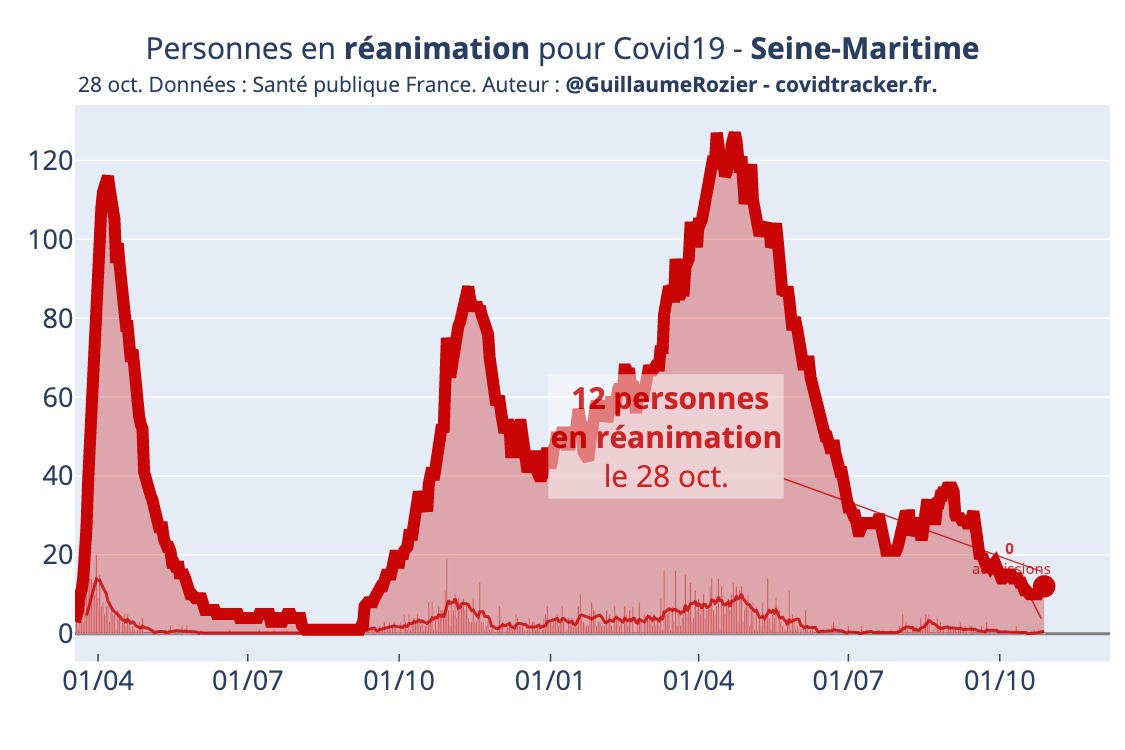 Personnes en réanimation pour Covid19 - Seine-Maritime
28 oct. Données : Santé publique France. Auteur : @GuillaumeRozier - covidtracker.fr.
120
100
80
60
40
20
0
12 personnes
en réanimation
le 28 oct.
0
admissions
01/04
01/07
01/10
01/01
01/04
01/07
01/10